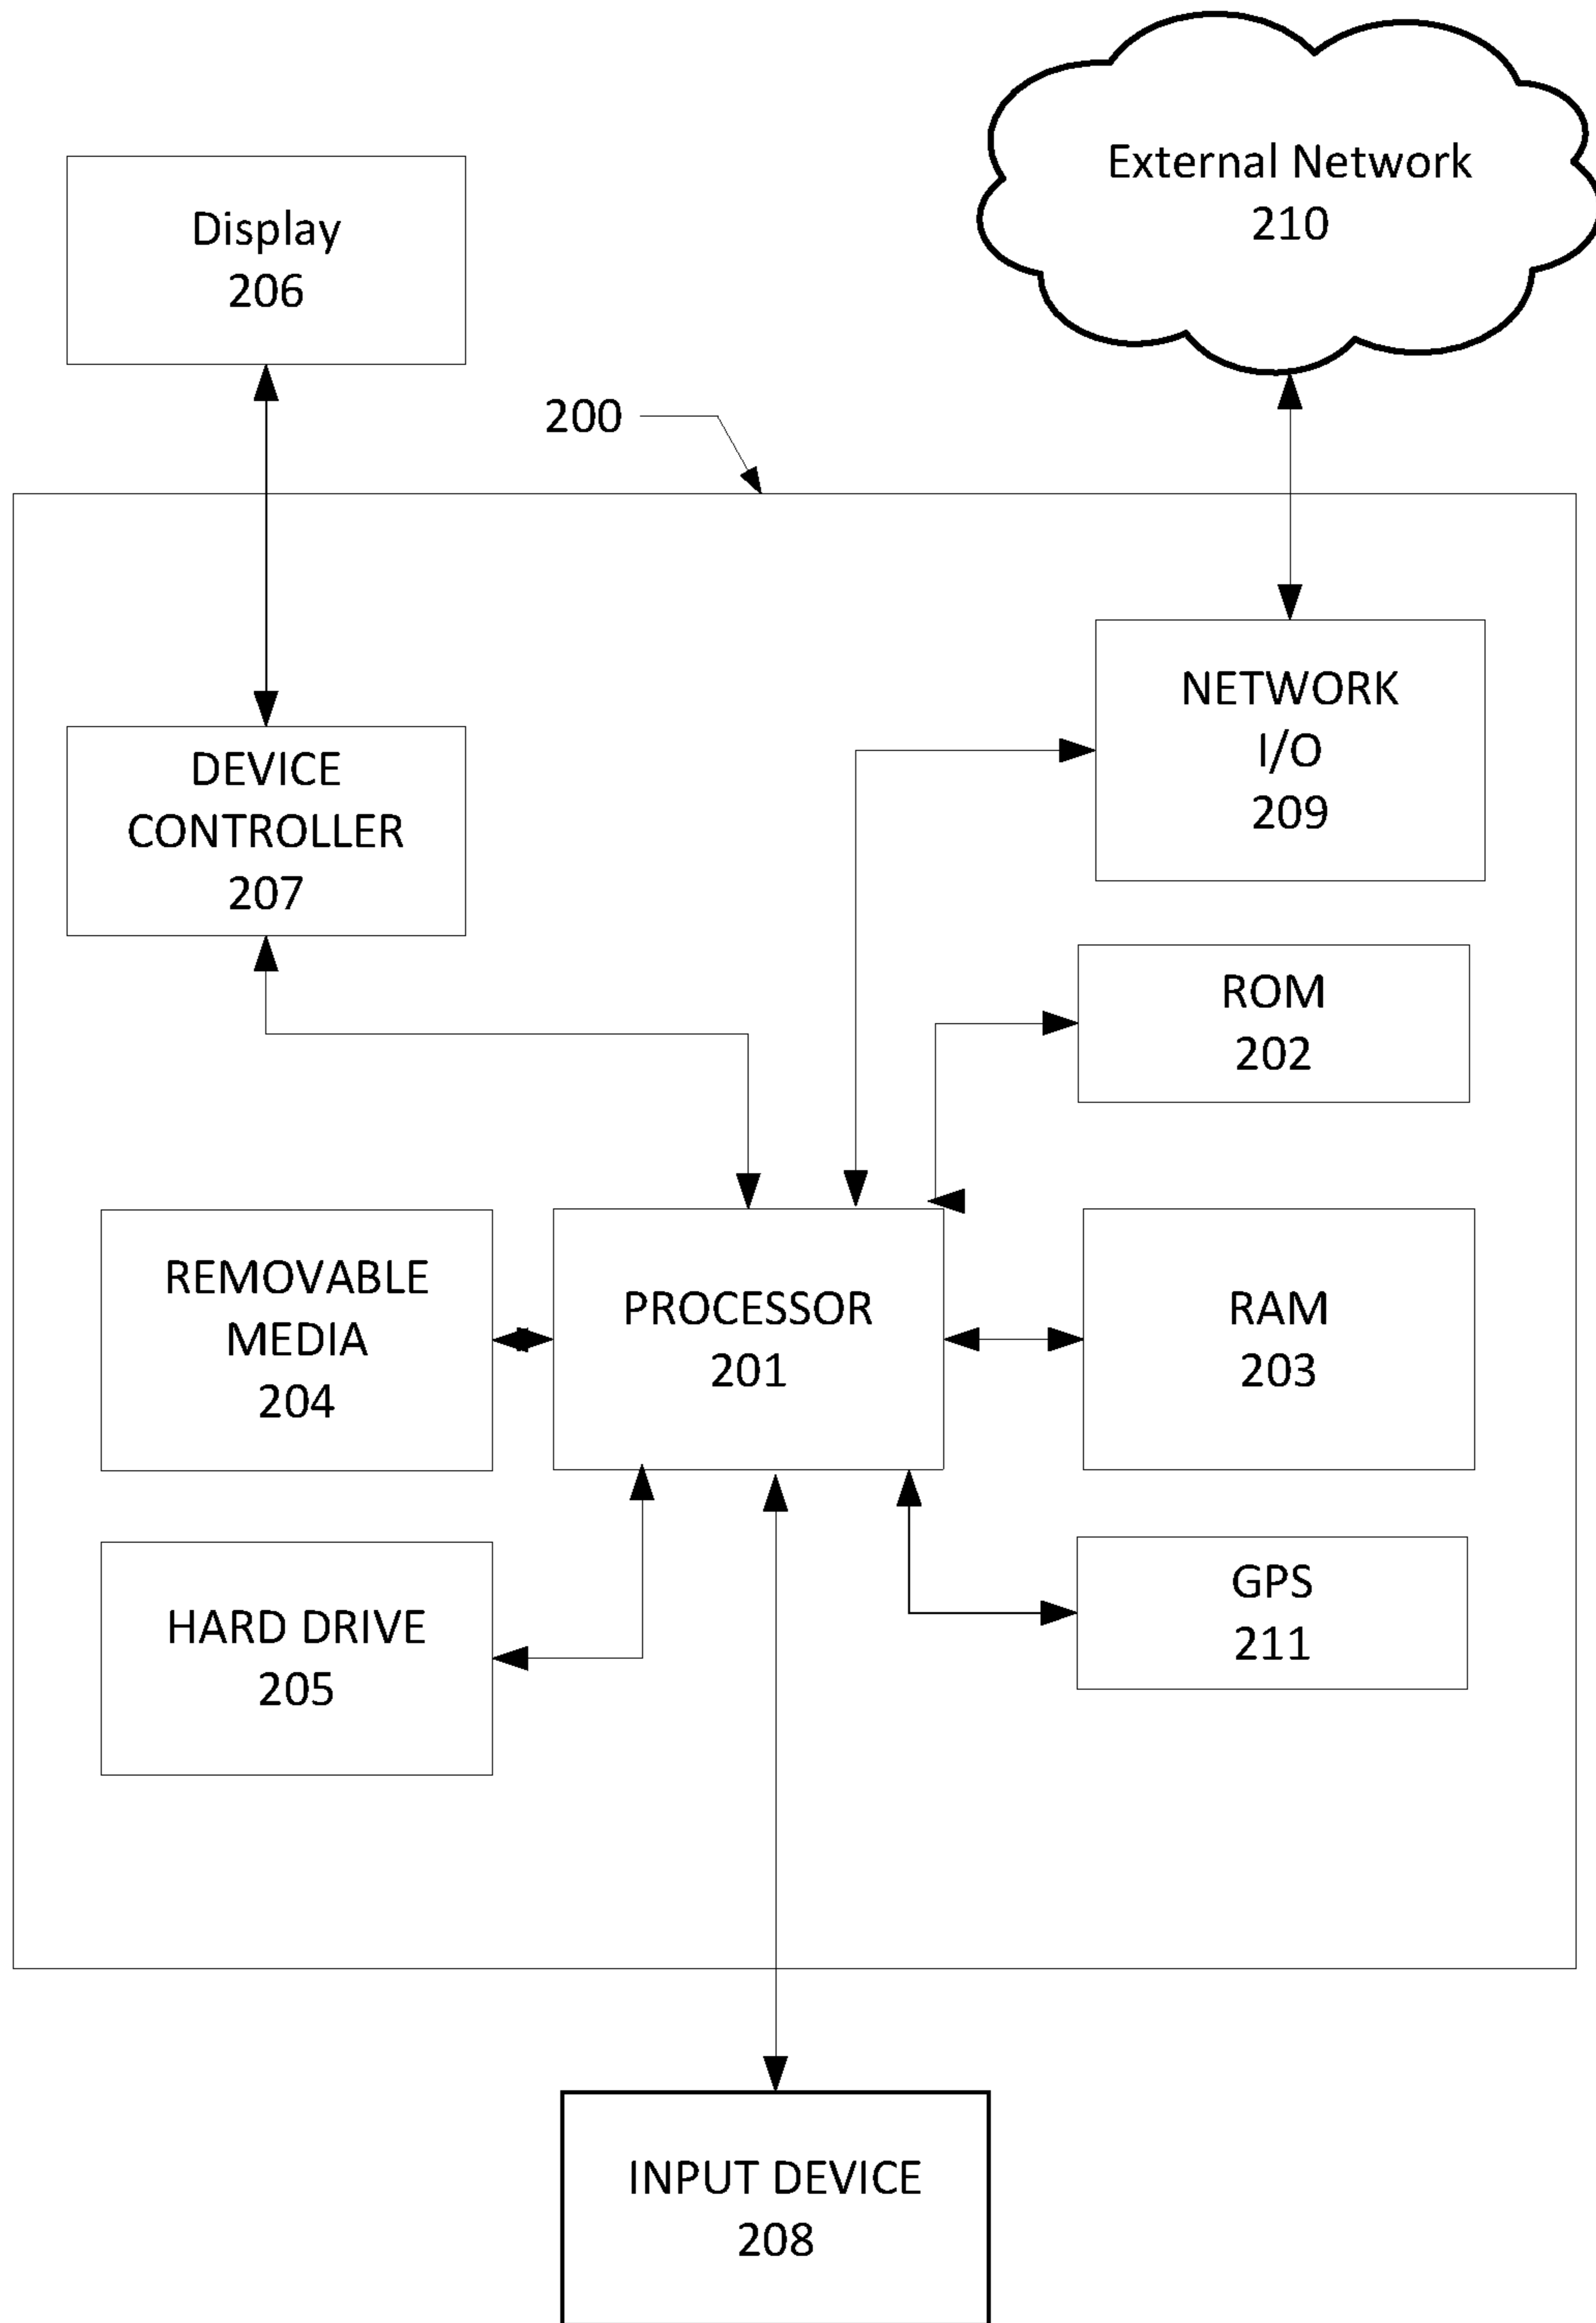 External Network
210
Display
206
200
NETWORK
I/O
209
DEVICE
CONTROLLER
207
ROM
202
REMOVABLE
MEDIA
204
PROCESSOR
201
RAM
203
HARD DRIVE
205
GPS
211
INPUT DEVICE
208